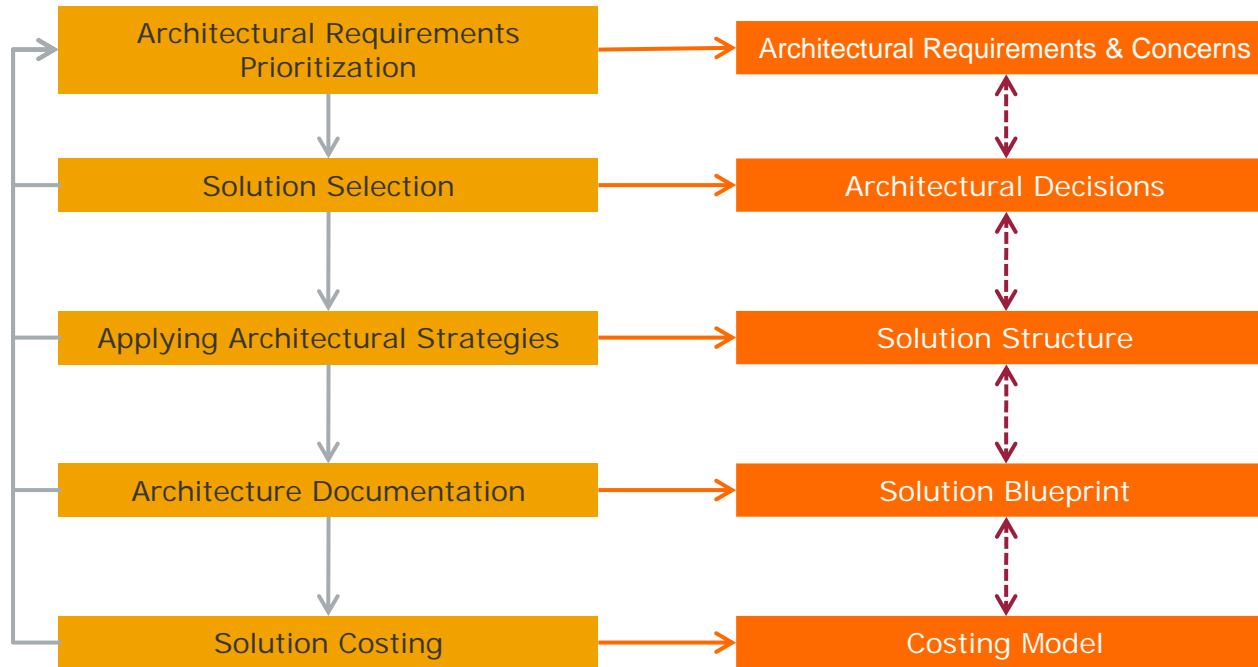 Architectural Requirements
Prioritization
Architectural Requirements & Concerns
Solution Selection
Architectural Decisions
Applying Architectural Strategies
Solution Structure
Architecture Documentation
Solution Blueprint
Solution Costing
Costing Model